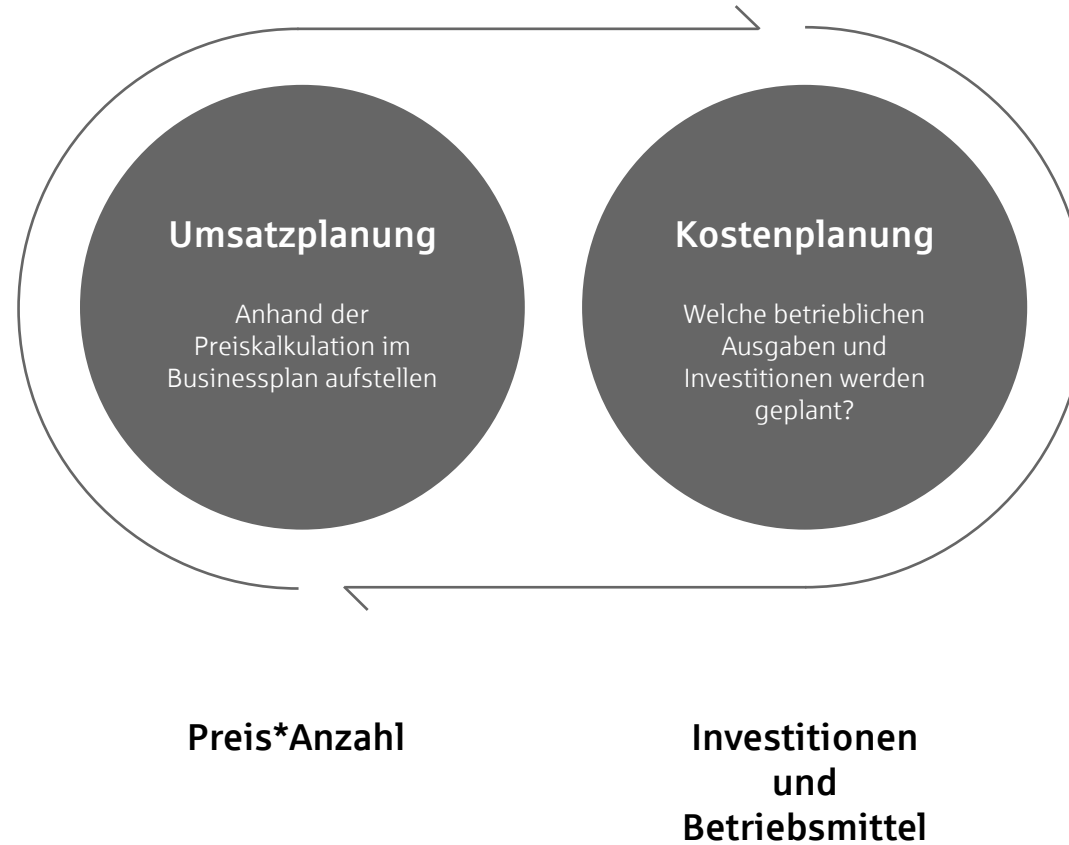 Umsatzplanung
Anhand der
Preiskalkulation im
Businessplan aufstellen
Kostenplanung
Welche betrieblichen
Ausgaben und
Investitionen werden
geplant?
Preis*Anzahl
Investitionen
und
Betriebsmittel